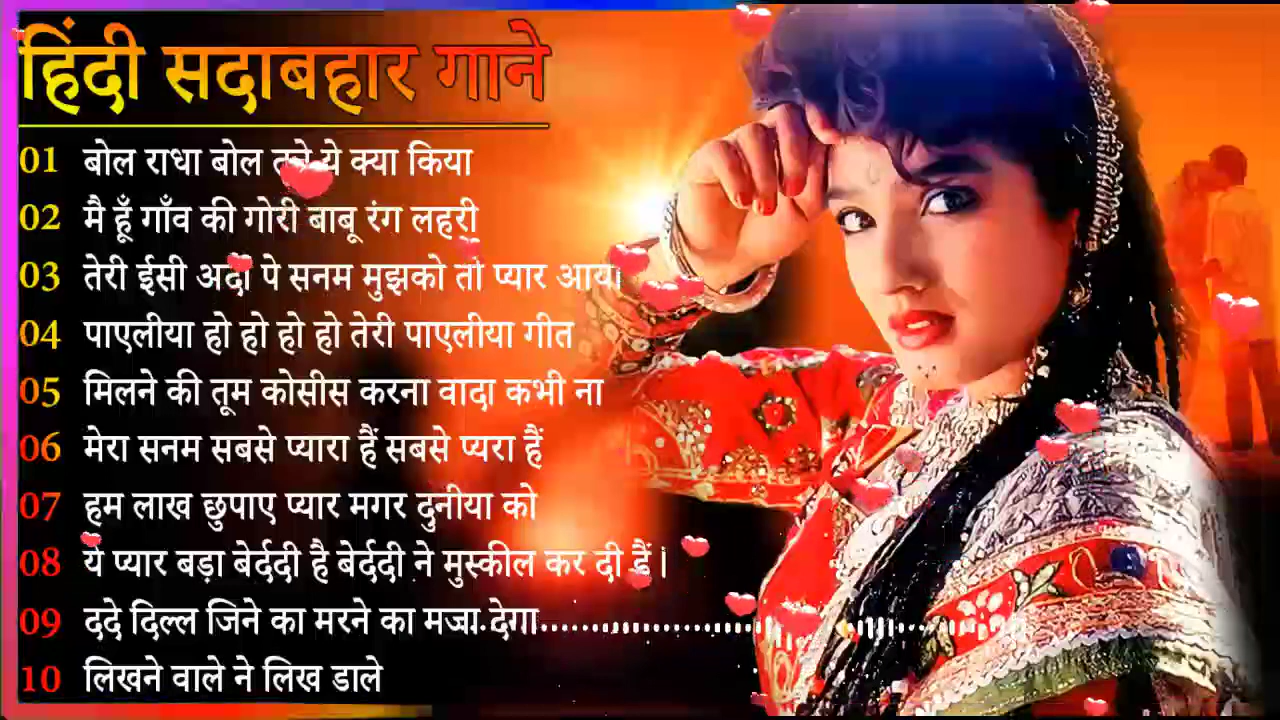 हिंदी सदाबहार गाने
01 बोल राधा बोल ये क्या किया
02 मै हूँ गाँव की गोरी बाबू रंग लहरी
03 तेरी ईसी अदा पे सनम मुझको तो प्यार आया
04 पाएलीया हो हो हो हो तेरी पाएलीया गीत
05 मिलने की तूम कोसीस करना वादा कभी ना
06 मेरा सनम सबसे प्यारा हैं सबसे प्यरा हैं
07 हम लाख छुपाए प्यार मगर दुनीया को
08 ये प्यार बड़ा बेर्ददी है बेर्ददी ने मुस्कील कर दी हैं।
09 ददे दिल्ल जिने का मरने का मजा देगा
10 लिखने वाले ने लिख डाले